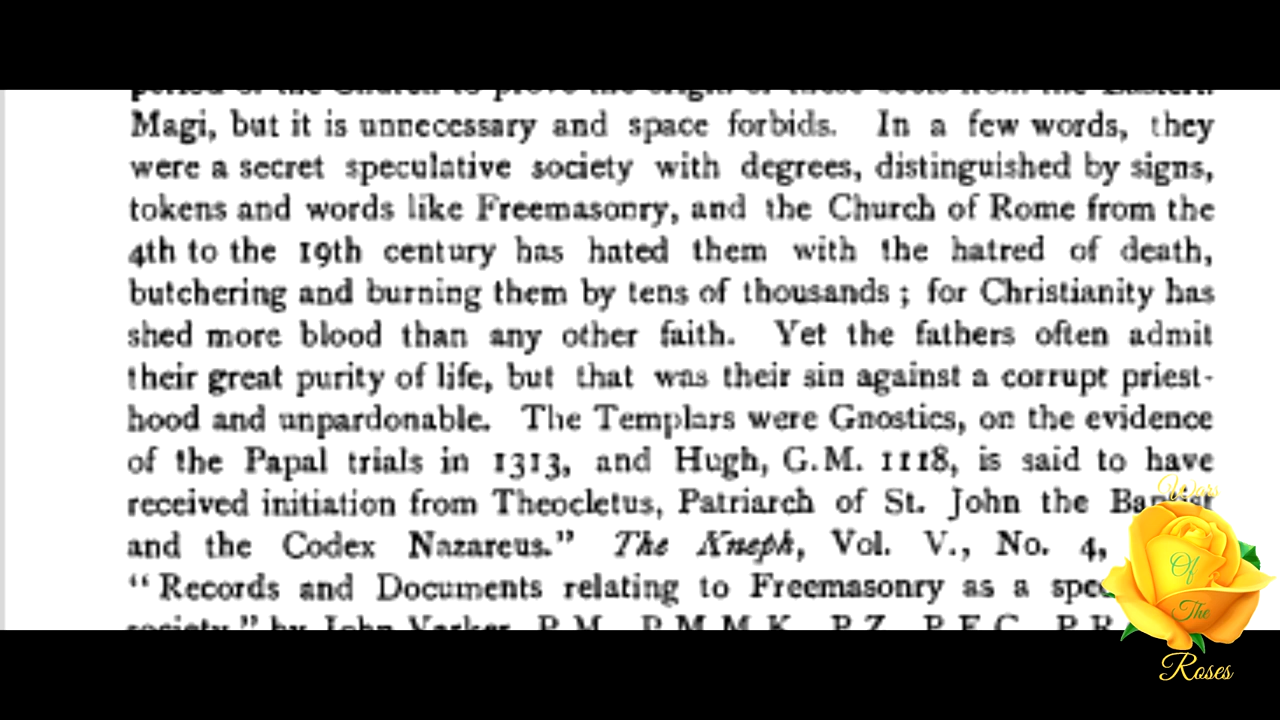 Magi, but it is unnecessary and space forbids. In a few words, they
were a secret speculative society with degrees, distinguished by signs,
tokens and words like Freemasonry, and the Church of Rome from the
4th to the 19th century has hated them with the hatred of death,
butchering and burning them by tens of thousands ; for Christianity has
shed more blood than any other faith. Yet the fathers often admit
their great purity of life, but that was their sin against a corrupt priest-
hood and unpardonable. The Templars were Gnostics, on the evidence
of the Papal trials in 1313, and Hugh, G.M. 1118, is said to have
received initiation from Theocletus, Patriarch of St. John the Baptist
and the Codex Nazareus." The Kneph, Vol. V., No. 4,
"Records and Documents relating to Freemasonry as a
society," by John Yarker, P.M., P.M.M.K., P.Z., P.E.C., P.R.
Wars
Of
The
Roses